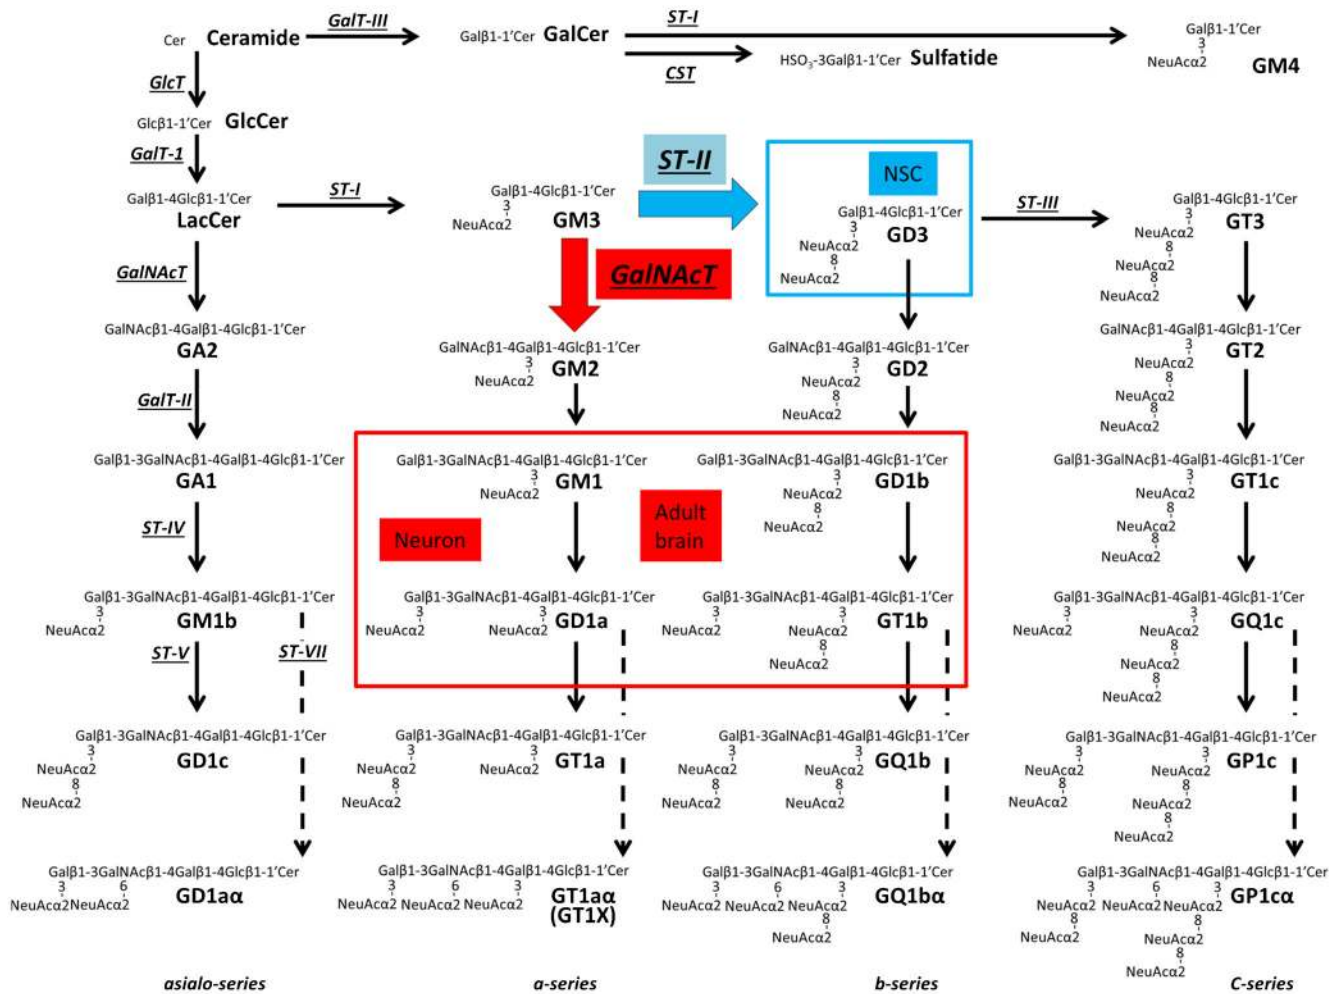 GalT-III
ST-I
Cer Ceramide
Galβ1-1'Cer GalCer
Galβ1-1'Cer
3
NeuAcα2
GM4
CST
HSO₃-3Galβ1-1'Cer Sulfatide
GlcT
Glcβ1-1'Cer GlcCer
GalT-1
ST-II
NSC
Galβ1-4Glcβ1-1'Cer
LacCer
ST-I
Galβ1-4Glcβ1-1'Cer
3
NeuAcα2
GM3
Galβ1-4Glcβ1-1'Cer
3
NeuAcα2
8
NeuAcα2
GD3
ST-III
Galβ1-4Glcβ1-1'Cer
3
NeuAcα2
8
NeuAcα2
8
NeuAcα2
GT3
GalNAcT
GalNAcT
GalNAcβ1-4Galβ1-4Glcβ1-1'Cer
GA2
GalNAcβ1-4Galβ1-4Glcβ1-1'Cer
3
NeuAcα2
GM2
GalNAcβ1-4Galβ1-4Glcβ1-1'Cer
3
NeuAcα2
8
NeuAcα2
GD2
GalNAcβ1-4Galβ1-4Glcβ1-1'Cer
3
NeuAcα2
8
NeuAcα2
8
NeuAcα2
GT2
GalT-II
Galβ1-3GalNAcβ1-4Galβ1-4Glcβ1-1'Cer
GA1
Galβ1-3GalNAcβ1-4Galβ1-4Glcβ1-1'Cer
3
NeuAcα2
GM1
Galβ1-3GalNAcβ1-4Galβ1-4Glcβ1-1'Cer
3
NeuAcα2
8
NeuAcα2
GD1b
Galβ1-3GalNAcβ1-4Galβ1-4Glcβ1-1'Cer
3
NeuAcα2
8
NeuAcα2
8
NeuAcα2
GT1c
ST-IV
Neuron
Adult
brain
Galβ1-3GalNAcβ1-4Galβ1-4Glcβ1-1'Cer
3
NeuAcα2
GM1b
Galβ1-3GalNAcβ1-4Galβ1-4Glcβ1-1'Cer
3 3
NeuAcα2 NeuAcα2
GD1a
Galβ1-3GalNAcβ1-4Galβ1-4Glcβ1-1'Cer
3 3
NeuAcα2 NeuAcα2
8
NeuAcα2
GT1b
Galβ1-3GalNAcβ1-4Galβ1-4Glcβ1-1'Cer
3 3
NeuAcα2 NeuAcα2
8
NeuAcα2
8
NeuAcα2
GQ1c
ST-V
ST-VII
Galβ1-3GalNAcβ1-4Galβ1-4Glcβ1-1'Cer
3
NeuAcα2
8
NeuAcα2
GD1c
Galβ1-3GalNAcβ1-4Galβ1-4Glcβ1-1'Cer
3 3
NeuAcα2 NeuAcα2
8
NeuAcα2
GT1a
Galβ1-3GalNAcβ1-4Galβ1-4Glcβ1-1'Cer
3 3
NeuAcα2 NeuAcα2
8 8
NeuAcα2 NeuAcα2
GQ1b
Galβ1-3GalNAcβ1-4Galβ1-4Glcβ1-1'Cer
3 3
NeuAcα2 NeuAcα2
8 8
NeuAcα2 NeuAcα2
8
NeuAcα2
GP1c
Galβ1-3GalNAcβ1-4Galβ1-4Glcβ1-1'Cer
3 6
NeuAcα2NeuAcα2
GD1aα
Galβ1-3GalNAcβ1-4Galβ1-4Glcβ1-1'Cer
3 6 3
NeuAcα2 NeuAcα2 NeuAcα2
GT1aα
(GT1X)
Galβ1-3GalNAcβ1-4Galβ1-4Glcβ1-1'Cer
3 6 3
NeuAcα2 NeuAcα2 NeuAcα2
8
NeuAcα2
GQ1bα
Galβ1-3GalNAcβ1-4Galβ1-4Glcβ1-1'Cer
3 6 3
NeuAcα2 NeuAcα2 NeuAcα2
8 8
NeuAcα2 NeuAcα2
8
NeuAcα2
GP1cα
asialo-series
a-series
b-series
C-series